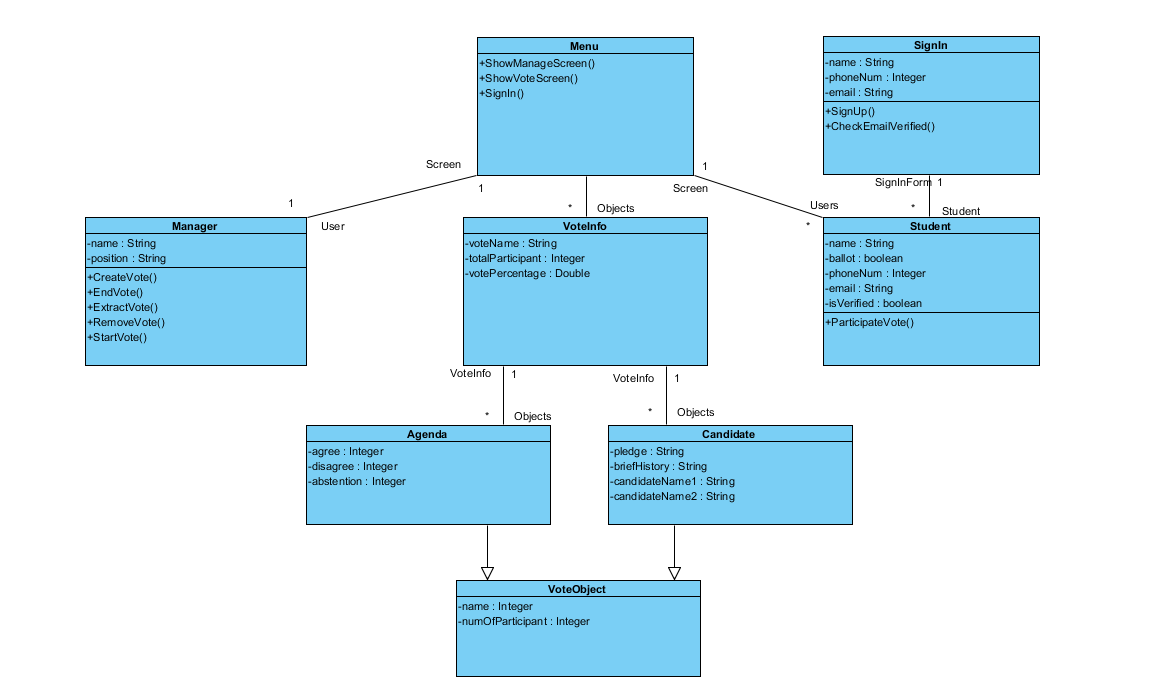 Menu
+ShowManageScreen()
+ShowVoteScreen()
+SignIn()
SignIn
-name : String
-phoneNum : Integer
-email : String
+SignUp()
+CheckEmailVerified()
Screen
1
1
Screen
SignInForm 1
1
User
*
Objects
Users
*
*
Student
Manager
-name : String
-position : String
+CreateVote()
+EndVote()
+ExtractVote()
+RemoveVote()
+StartVote()
VoteInfo
-voteName : String
-totalParticipant : Integer
-votePercentage : Double
Student
-name : String
-ballot : boolean
-phoneNum : Integer
-email : String
-isVerified : boolean
+ParticipateVote()
VoteInfo
1
VoteInfo
1
*
Objects
*
Objects
Agenda
-agree : Integer
-disagree : Integer
-abstention : Integer
Candidate
-pledge : String
-briefHistory : String
-candidateName1 : String
-candidateName2 : String
VoteObject
-name : Integer
-numOfParticipant : Integer